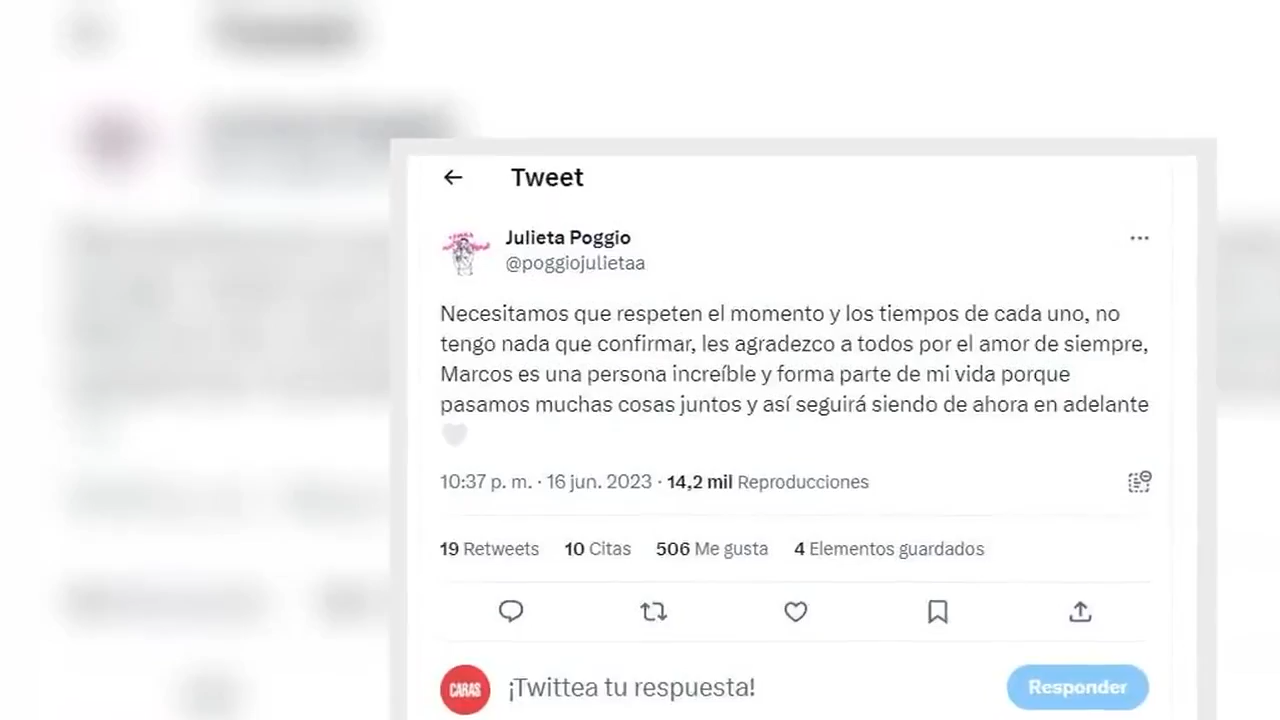 Tweet
Julieta Poggio
@poggiojulietaa
Necesitamos que respeten el momento y los tiempos de cada uno, no
tengo nada que confirmar, les agradezco a todos por el amor de siempre,
Marcos es una persona increíble y forma parte de mi vida porque
pasamos muchas cosas juntos y así seguirá siendo de ahora en adelante
10:37 p. m. · 16 jun. 2023 · 14,2 mil Reproducciones
19 Retweets 10 Citas 506 Me gusta 4 Elementos guardados
CARAS ¡Twittea tu respuesta! Responder